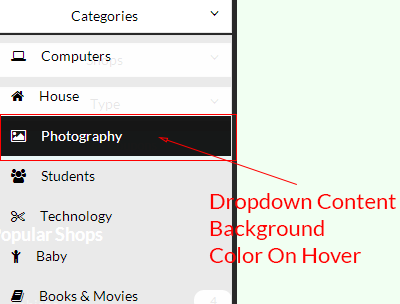 Categories
Computers
Shops
House
Type
Photography
Students
Technology
Popular Shops
Baby
Books & Movies
4
Dropdown Content
Background
Color On Hover